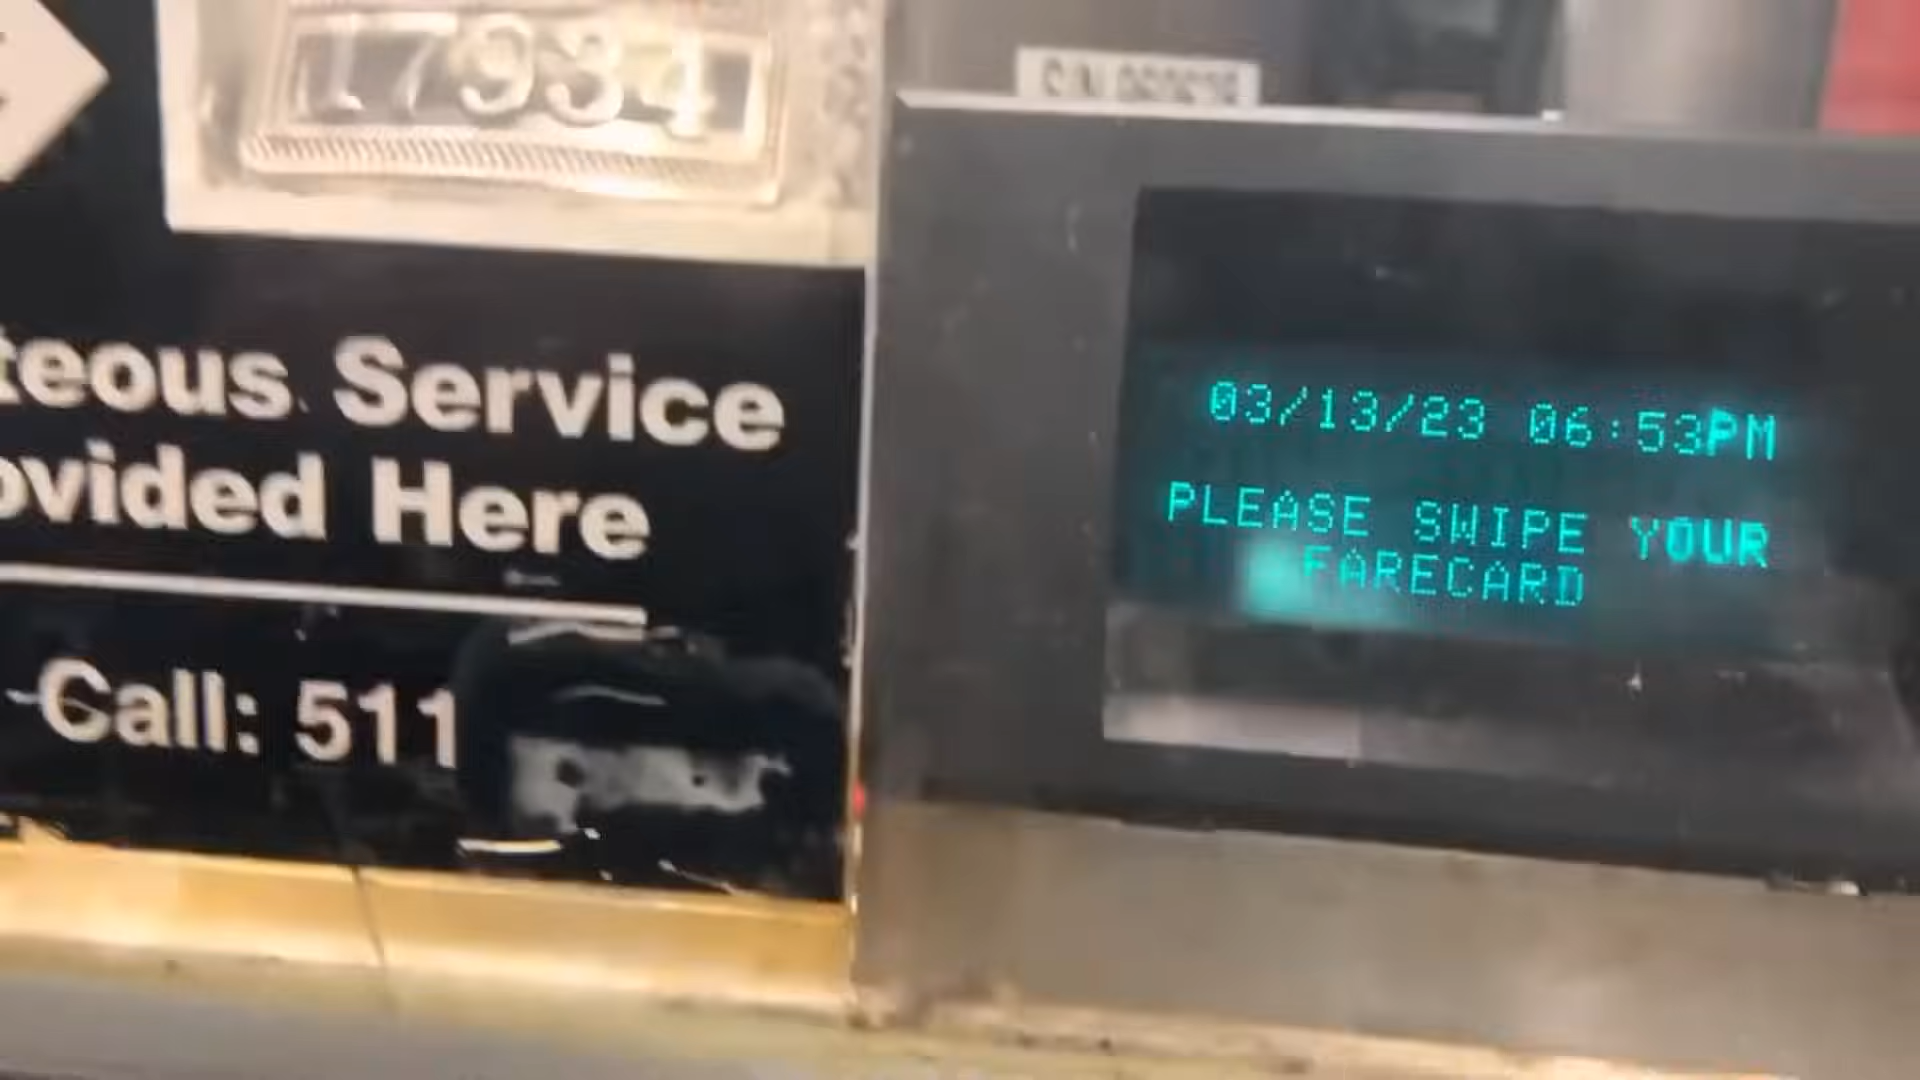 17934
teous Service
ovided Here
Call: 511
03/13/23 06:53PM
PLEASE SWIPE YOUR
FARECARD